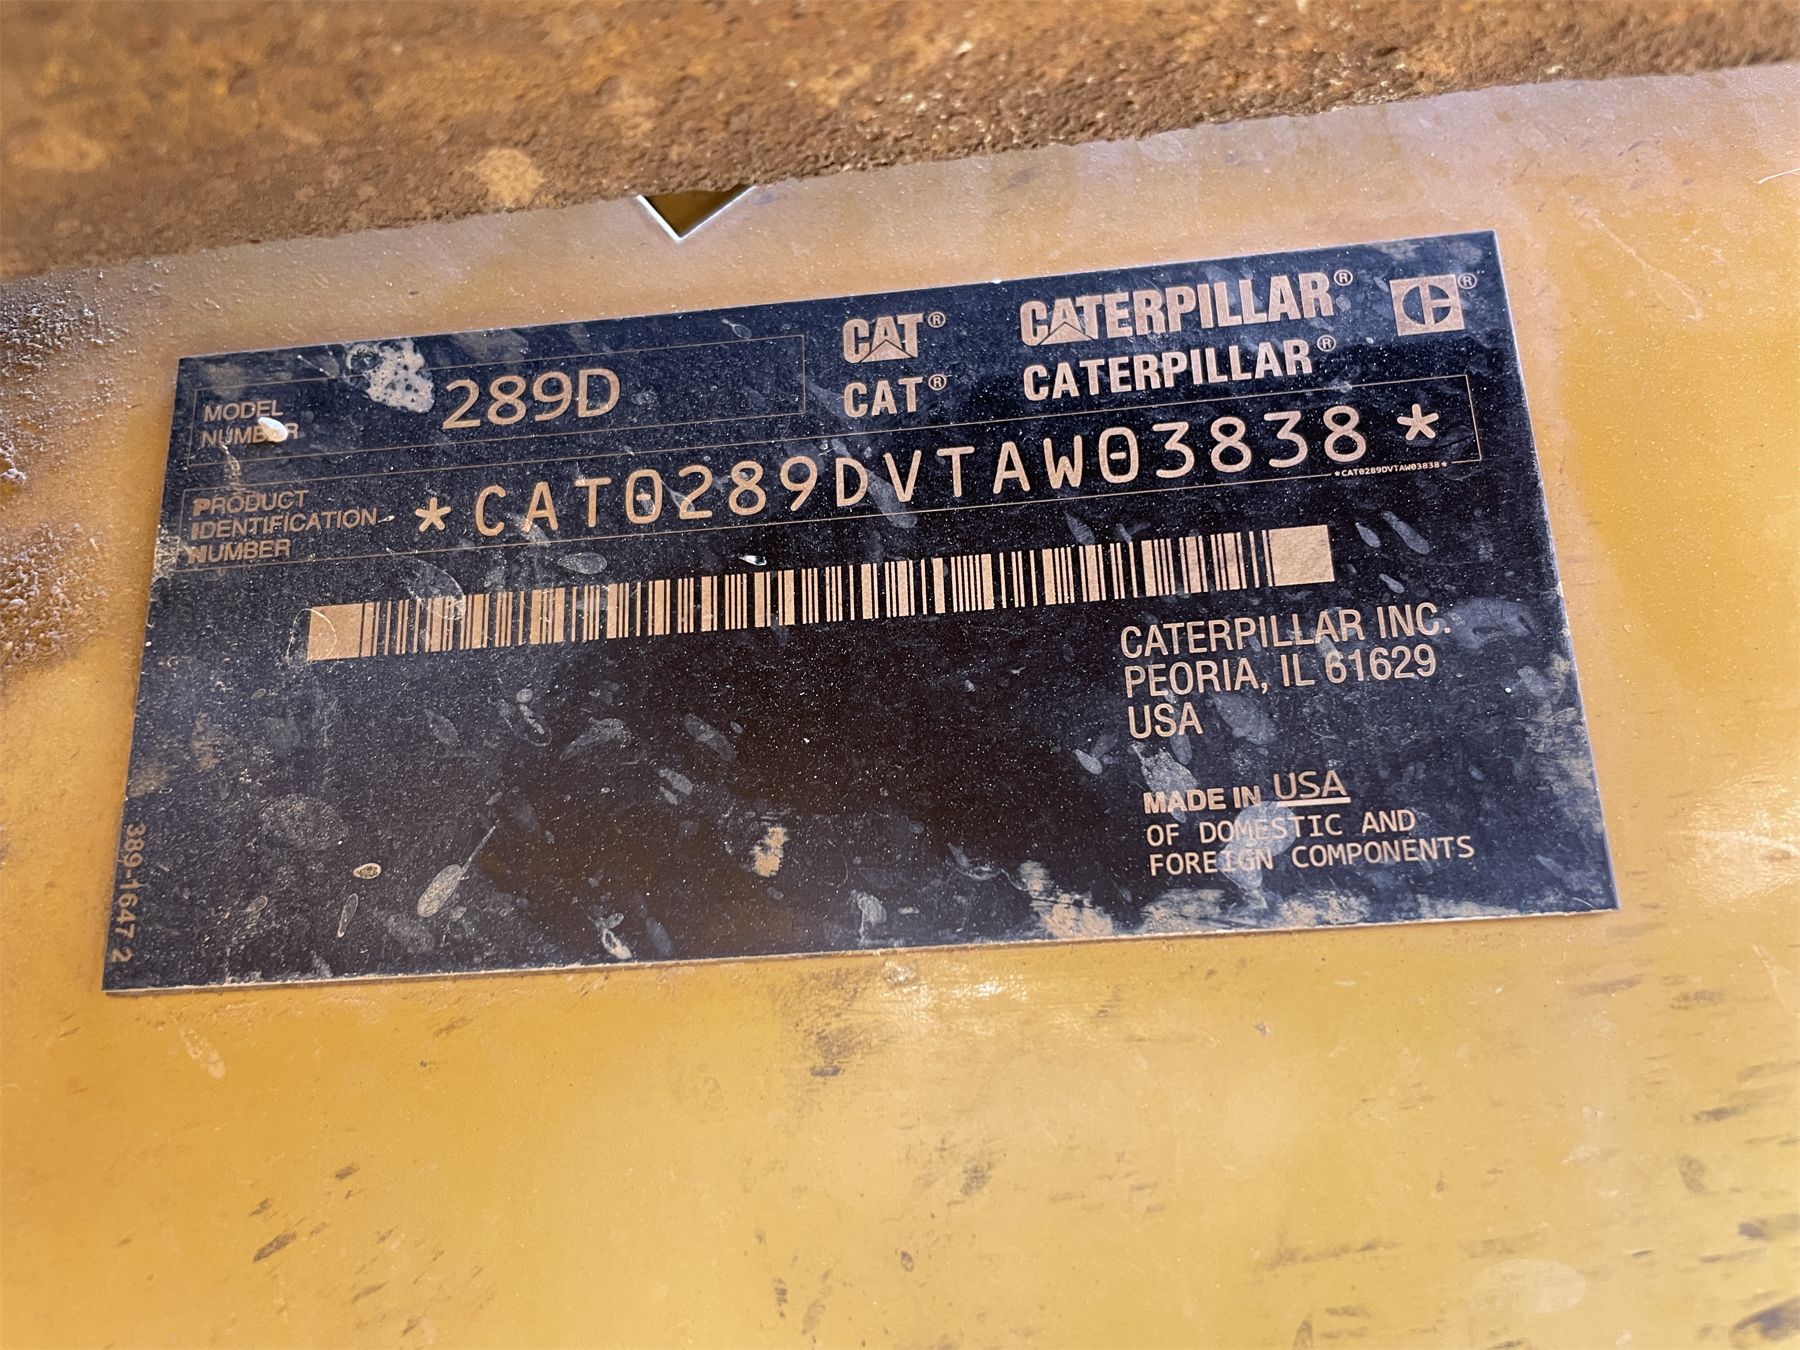 CAT® CATERPILLAR®
CAT® CATERPILLAR®
MODEL NUMBER 289D
PRODUCT
IDENTIFICATION
NUMBER
*CAT0289DVTAW03838*
*CAT0289DVTAW03838*
CATERPILLAR INC.
PEORIA, IL 61629
USA
MADE IN USA
OF DOMESTIC AND
FOREIGN COMPONENTS
389-1647 2